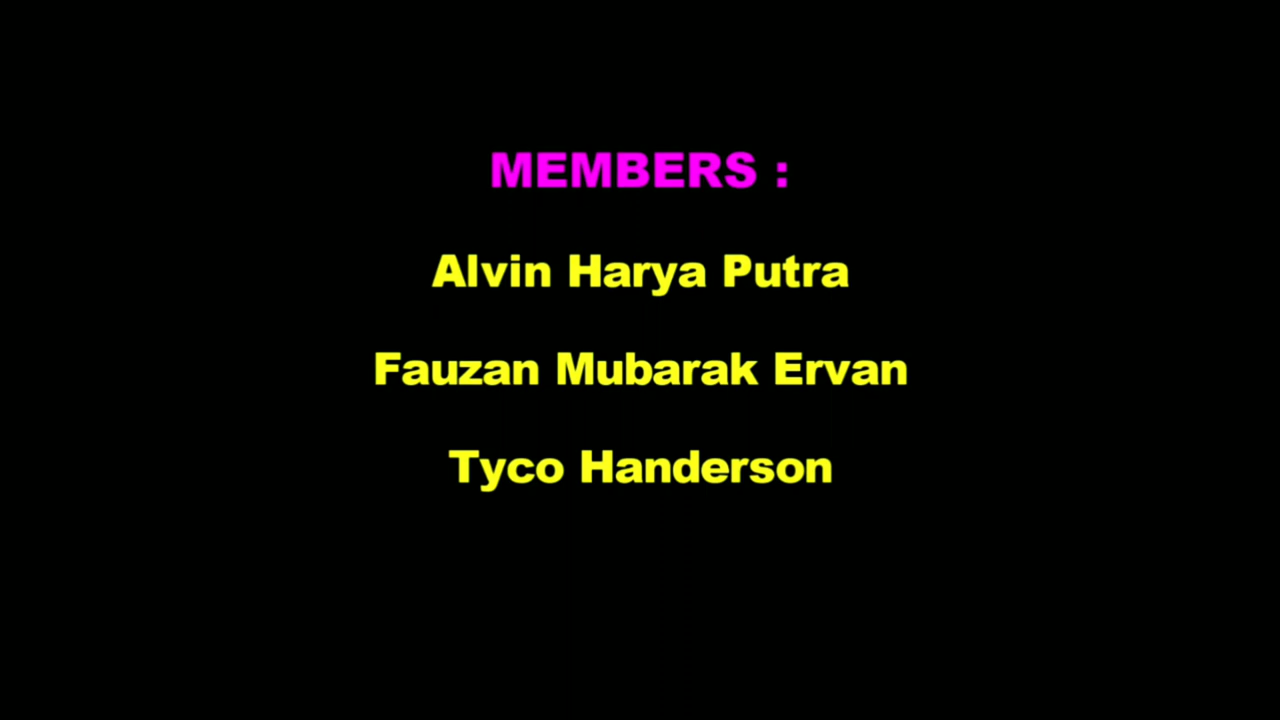 MEMBERS :
Alvin Harya Putra
Fauzan Mubarak Ervan
Tyco Handerson